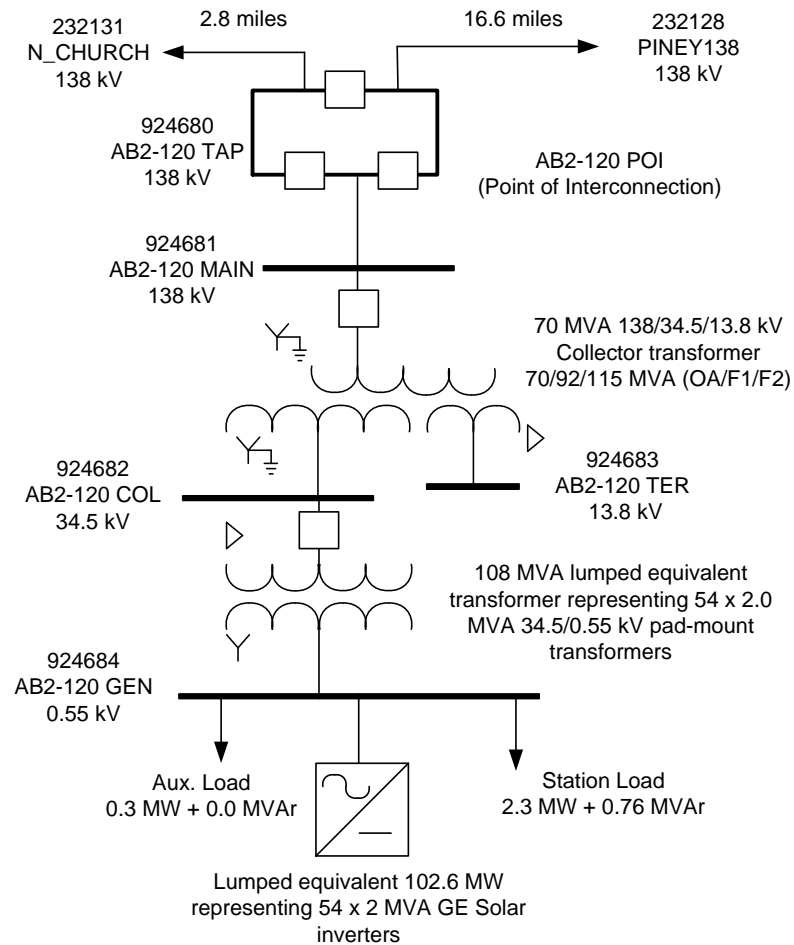 232131
N_CHURCH
138 kV
2.8 miles
16.6 miles
232128
PINEY138
138 kV
924680
AB2-120 TAP
138 kV
AB2-120 POI
(Point of Interconnection)
924681
AB2-120 MAIN
138 kV
70 MVA 138/34.5/13.8 kV
Collector transformer
70/92/115 MVA (OA/F1/F2)
924682
AB2-120 COL
34.5 kV
924683
AB2-120 TER
13.8 kV
108 MVA lumped equivalent
transformer representing 54 x 2.0
MVA 34.5/0.55 kV pad-mount
transformers
924684
AB2-120 GEN
0.55 kV
Aux. Load
0.3 MW + 0.0 MVAr
Station Load
2.3 MW + 0.76 MVAr
Lumped equivalent 102.6 MW
representing 54 x 2 MVA GE Solar
inverters